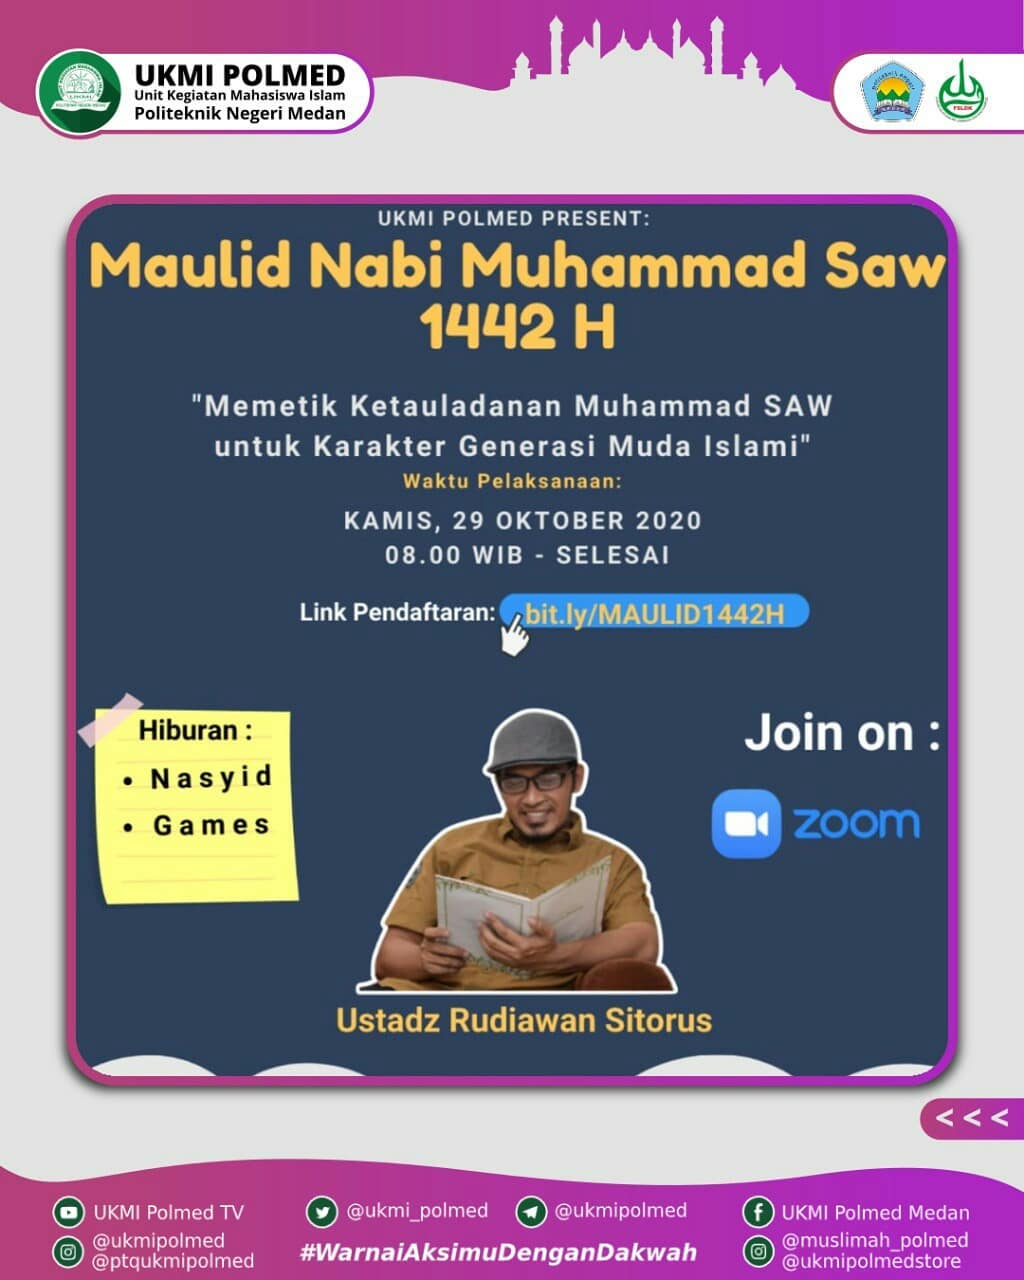 UKMI POLMED
Unit Kegiatan Mahasiswa Islam
Politeknik Negeri Medan
UKMI POLMED PRESENT:
Maulid Nabi Muhammad Saw
1442 H
"Memetik Ketauladanan Muhammad SAW
untuk Karakter Generasi Muda Islami"
Waktu Pelaksanaan:
KAMIS, 29 OKTOBER 2020
08.00 WIB - SELESAI
Link Pendaftaran: bit.ly/MAULID1442H
Hiburan :
• Nasyid
• Games
Join on :
zoom
Ustadz Rudiawan Sitorus
< < <
UKMI Polmed TV
@ukmipolmed
@ptqukmipolmed
@ukmi_polmed
@ukmipolmed
#WarnaiAksimuDenganDakwah
UKMI Polmed Medan
@muslimah_polmed
@ukmipolmedstore